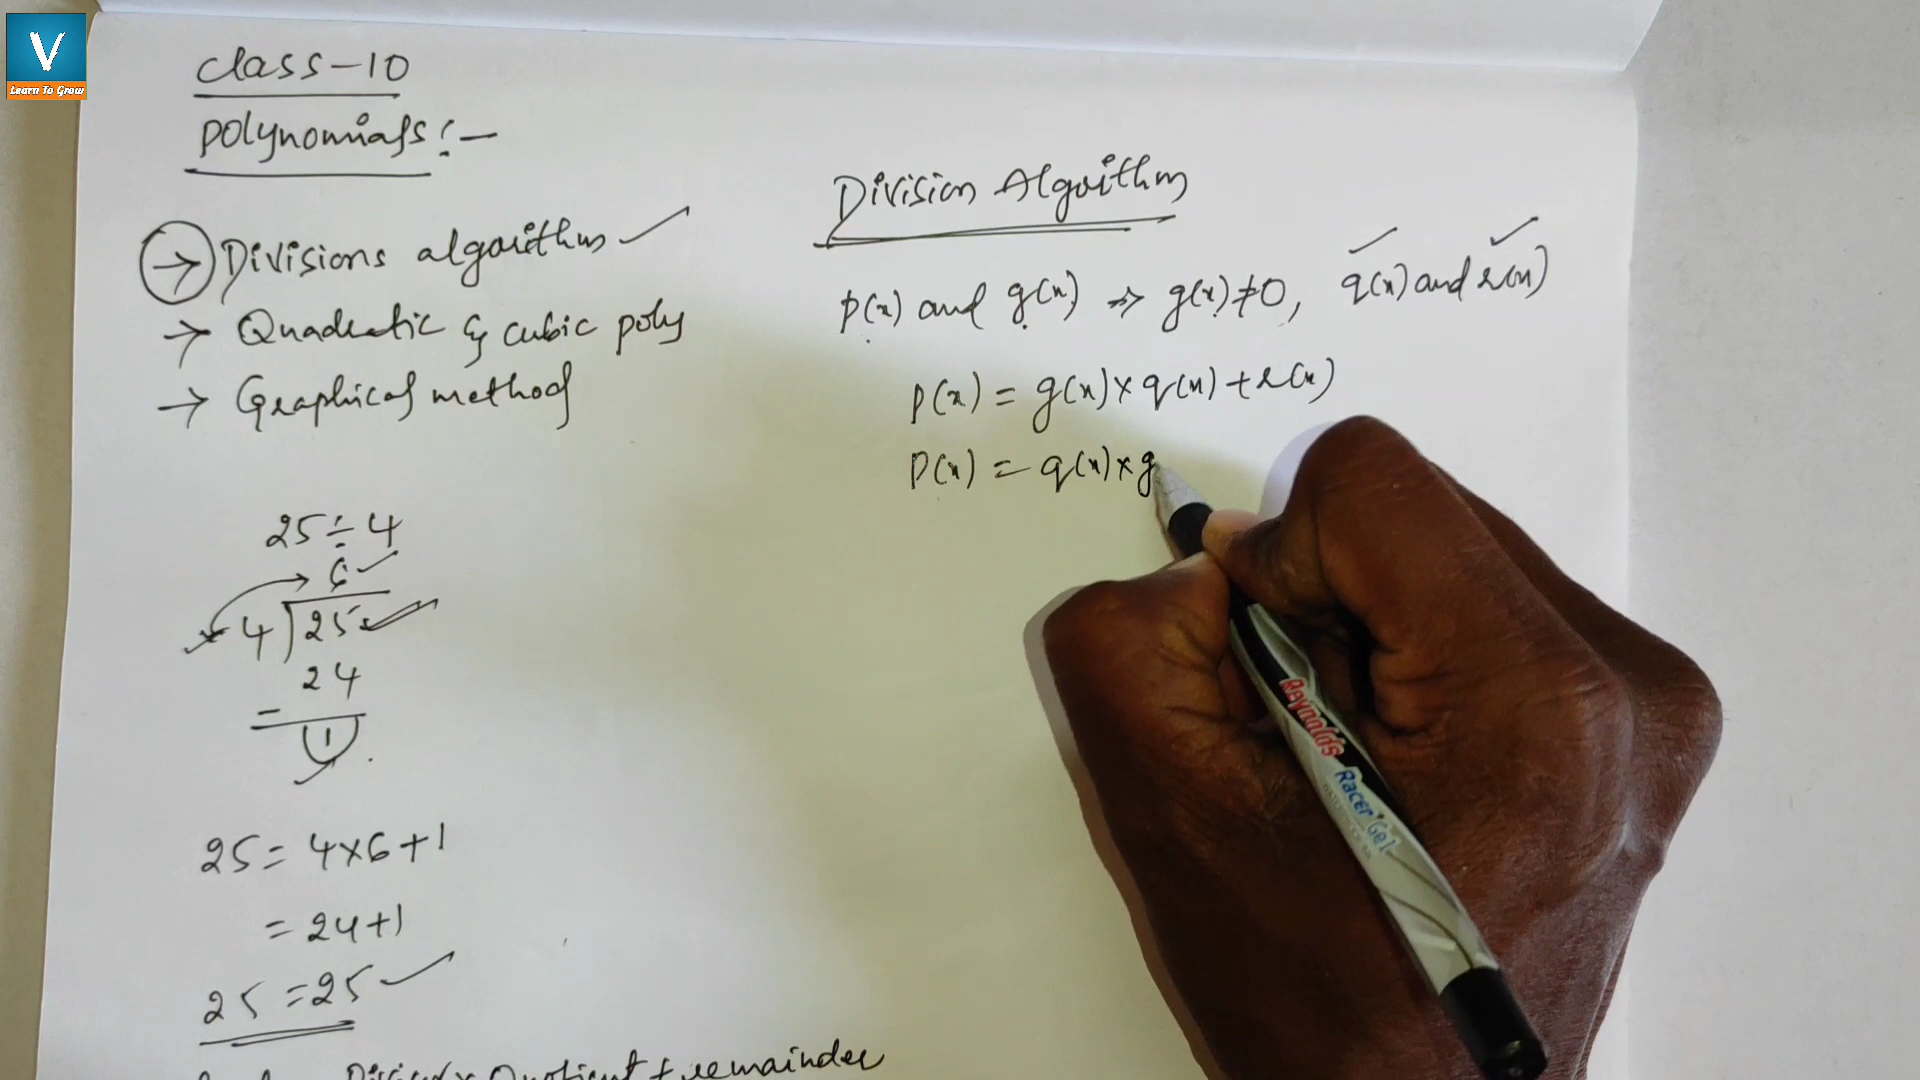 V
Learn To Grow
Class-10
Polynomials:-
→ Divisions algorithm ✓
→ Quadratic & cubic poly
→ Graphical method
25 ÷ 4
6 ✓
4)25 ✓
- 24
1
25 = 4×6+1
= 24+1
25 = 25 ✓
Divisor × Quotient + remainder
Division Algorithm
p(x) and g(x) ⇒ g(x)≠0, q(x) and r(x)
p(x) = g(x) × q(x) + r(x)
P(x) = q(x) × g
Reynolds Racer Gel